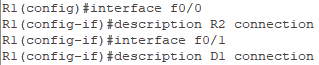 R1(config)#interface f0/0
R1(config-if)#description R2 connection
R1(config-if)#interface f0/1
R1(config-if)#description D1 connection